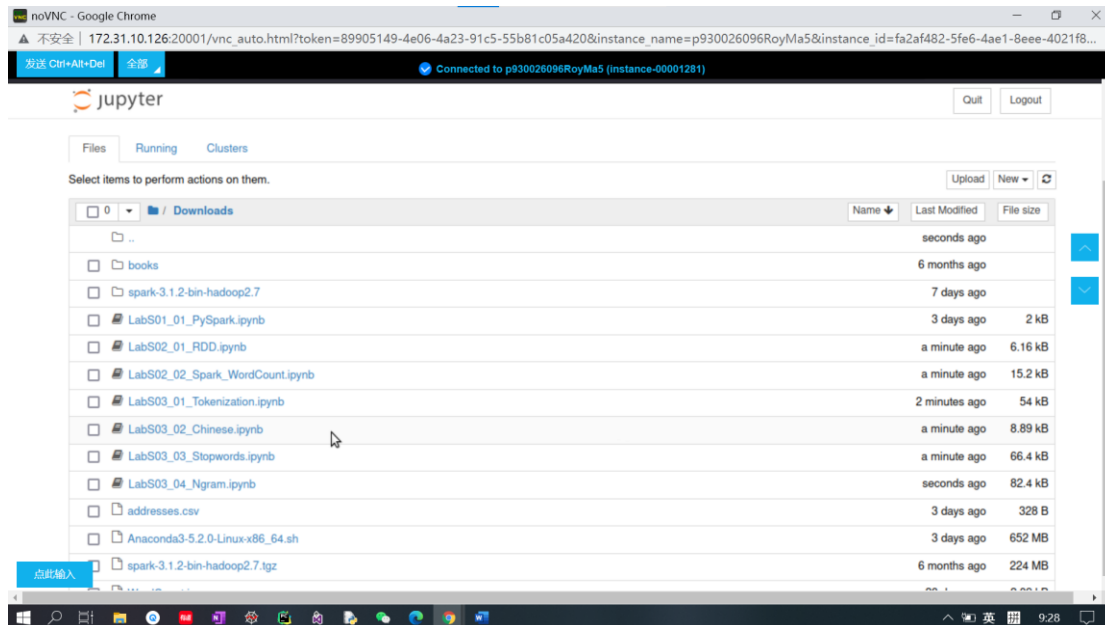 noVNC - Google Chrome
不安全 | 172.31.10.126:20001/vnc_auto.html?token=89905149-4e06-4a23-91c5-55b81c05a420&instance_name=p930026096RoyMa5&instance_id=fa2af482-5fe6-4ae1-8eee-4021f8...
发送 Ctrl+Alt+Del 全部 Connected to p930026096RoyMa5 (instance-00001281)
jupyter Quit Logout
Files Running Clusters
Select items to perform actions on them. Upload New
0 / Downloads Name Last Modified File size
.. seconds ago
books 6 months ago
spark-3.1.2-bin-hadoop2.7 7 days ago
LabS01_01_PySpark.ipynb 3 days ago 2 kB
LabS02_01_RDD.ipynb a minute ago 6.16 kB
LabS02_02_Spark_WordCount.ipynb a minute ago 15.2 kB
LabS03_01_Tokenization.ipynb 2 minutes ago 54 kB
LabS03_02_Chinese.ipynb a minute ago 8.89 kB
LabS03_03_Stopwords.ipynb a minute ago 66.4 kB
LabS03_04_Ngram.ipynb seconds ago 82.4 kB
addresses.csv 3 days ago 328 B
Anaconda3-5.2.0-Linux-x86_64.sh 3 days ago 652 MB
spark-3.1.2-bin-hadoop2.7.tgz 6 months ago 224 MB
点此输入
英 9:28